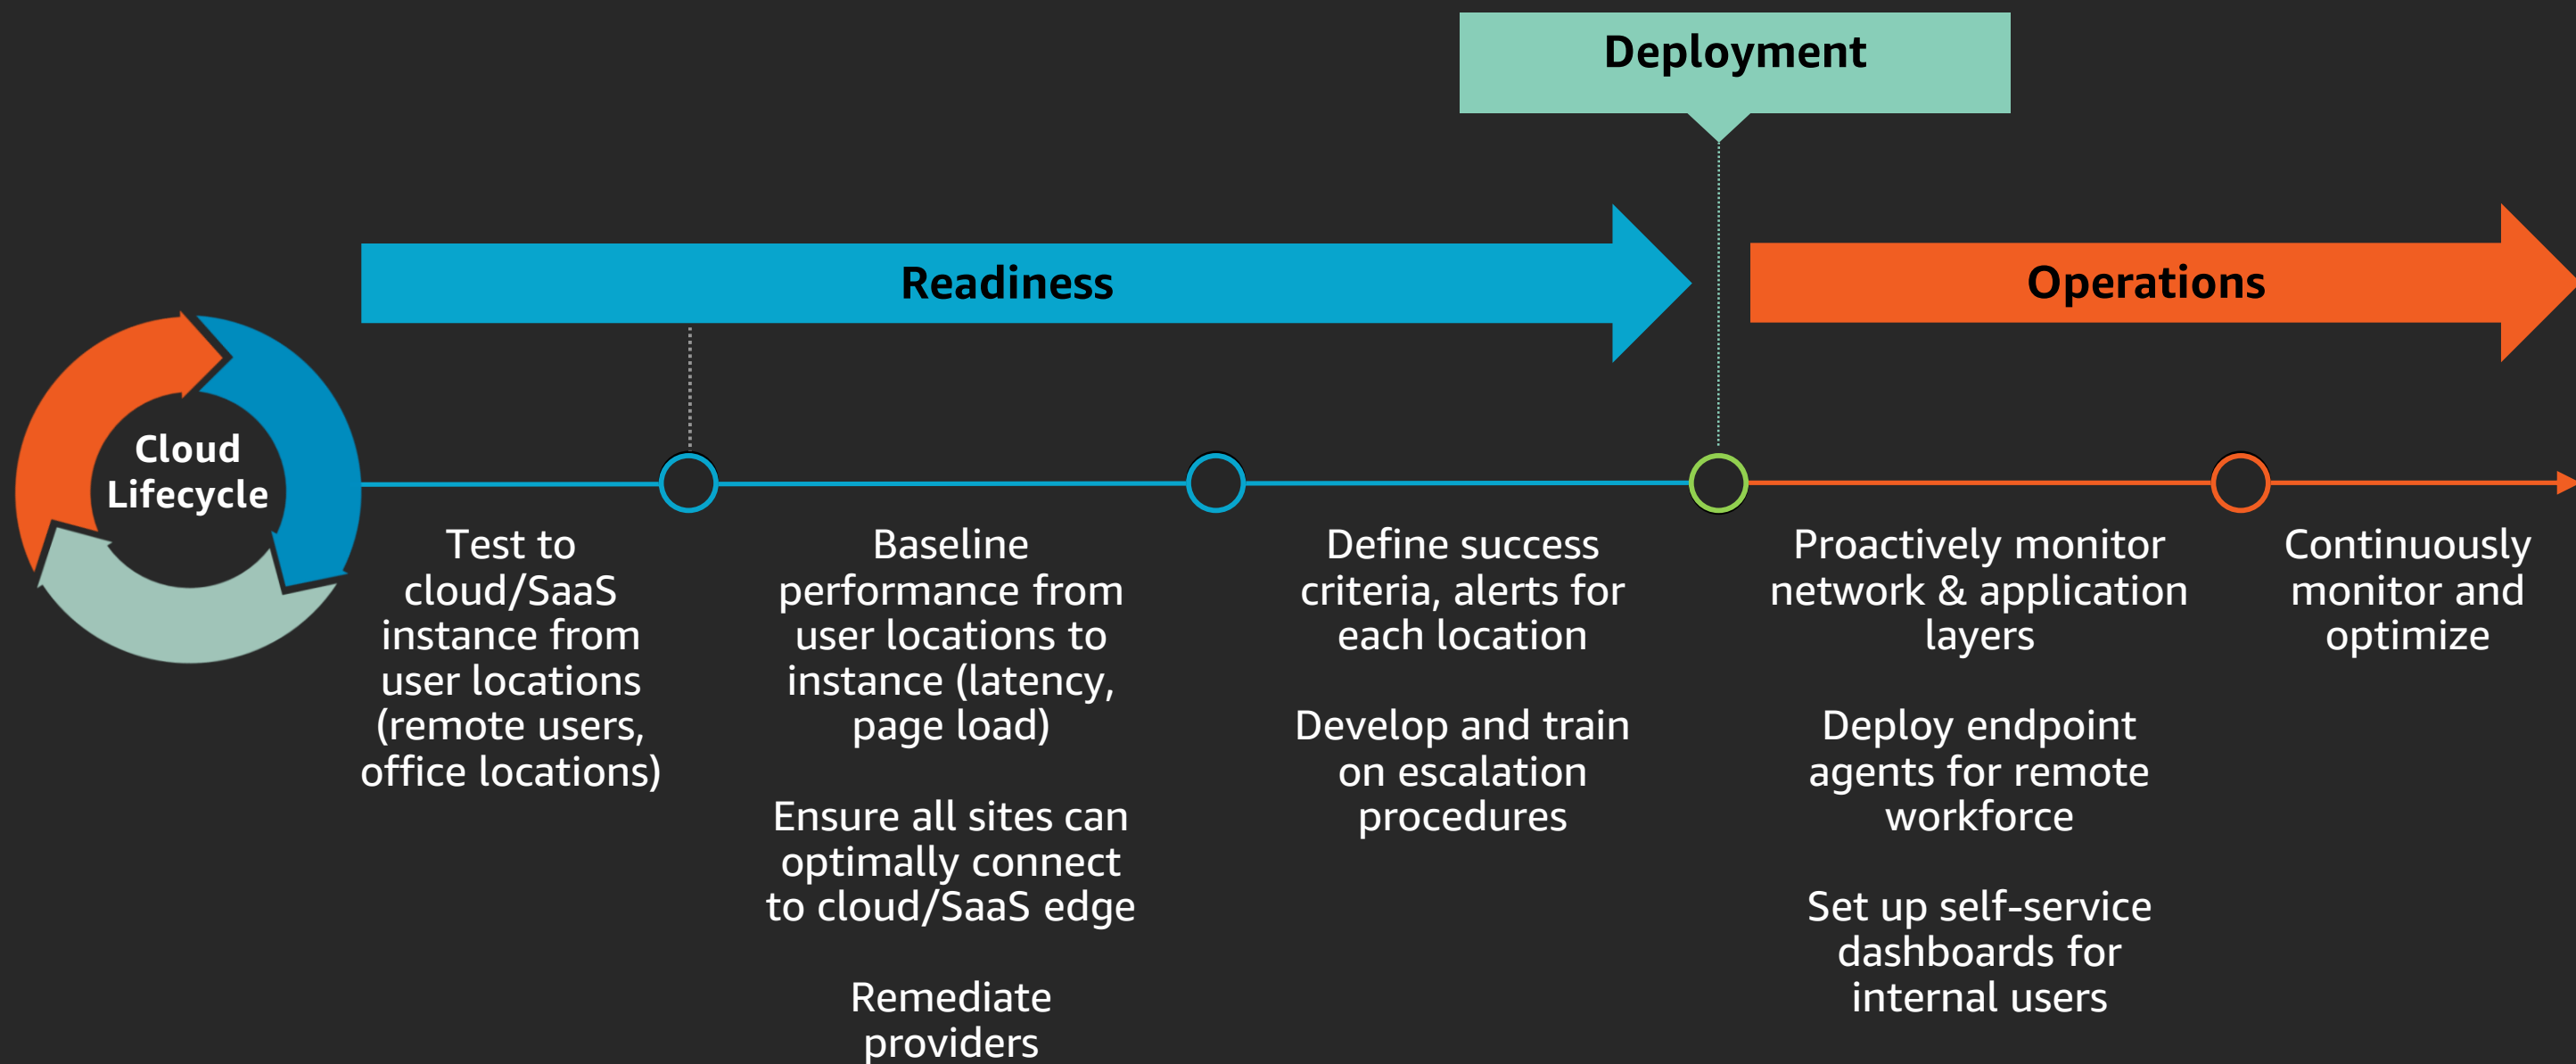 Deployment
Readiness
Operations
Cloud
Lifecycle
Test to
cloud/SaaS
instance from
user locations
(remote users,
office locations)
Baseline
performance from
user locations to
instance (latency,
page load)
Ensure all sites can
optimally connect
to cloud/SaaS edge
Remediate
providers
Define success
criteria, alerts for
each location
Develop and train
on escalation
procedures
Proactively monitor
network & application
layers
Deploy endpoint
agents for remote
workforce
Set up self-service
dashboards for
internal users
Continuously
monitor and
optimize